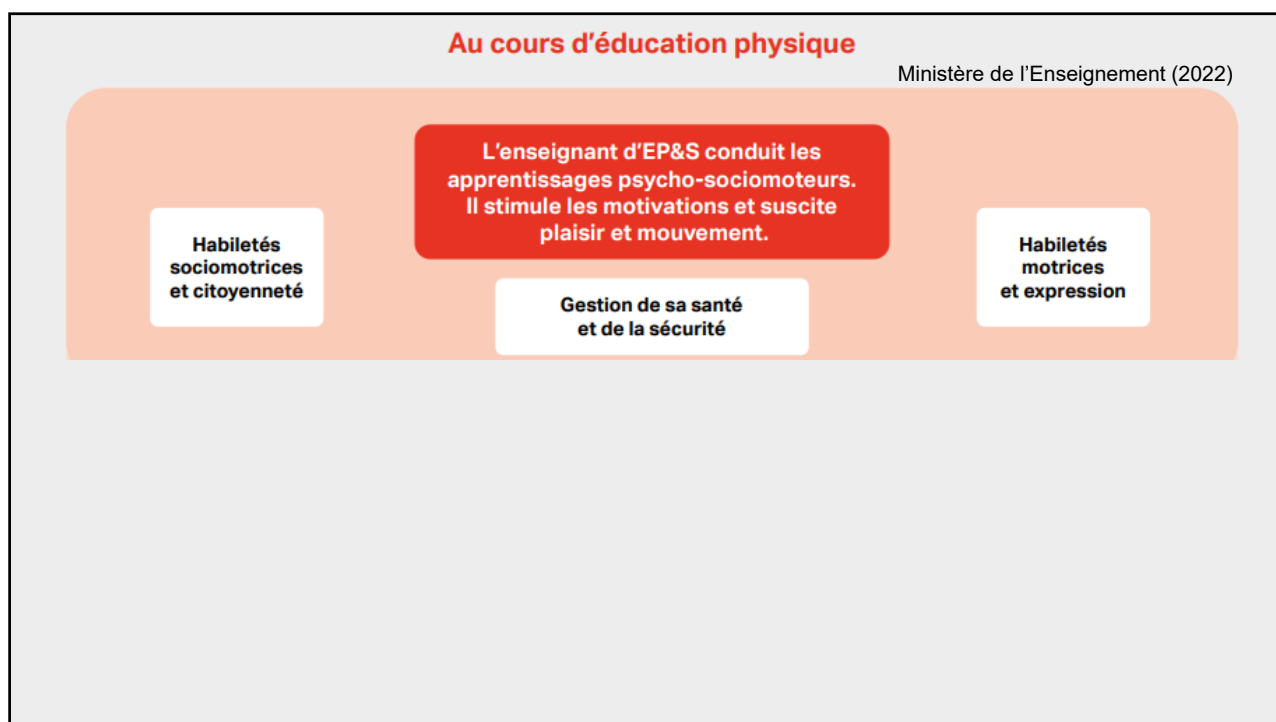 Au cours d'éducation physique
Ministère de l'Enseignement (2022)
L'enseignant d'EP&S conduit les
apprentissages psycho-sociomoteurs.
Il stimule les motivations et suscite
plaisir et mouvement.
Habiletés
sociomotrices
et citoyenneté
Gestion de sa santé
et de la sécurité
Habiletés
motrices
et expression